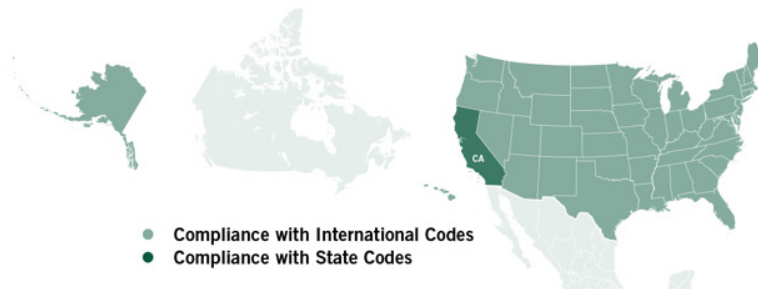 CA
Compliance with International Codes
Compliance with State Codes